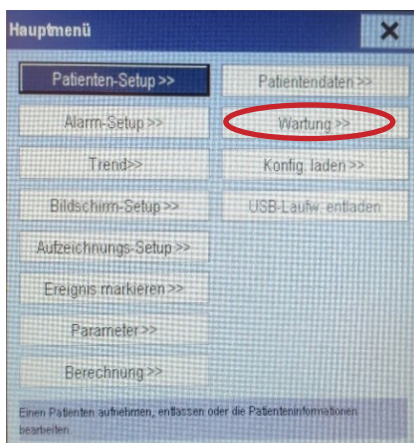 Hauptmenü
Patienten-Setup >>
Patientendaten >>
Alarm-Setup >>
Wartung >>
Trend>>
Konfig. laden >>
Bildschirm-Setup >>
USB-Laufw. entladen
Aufzeichnungs-Setup >>
Ereignis markieren >>
Parameter >>
Berechnung >>
Einen Patienten aufnehmen, entlassen oder die Patienteninformationen
bearbeiten.